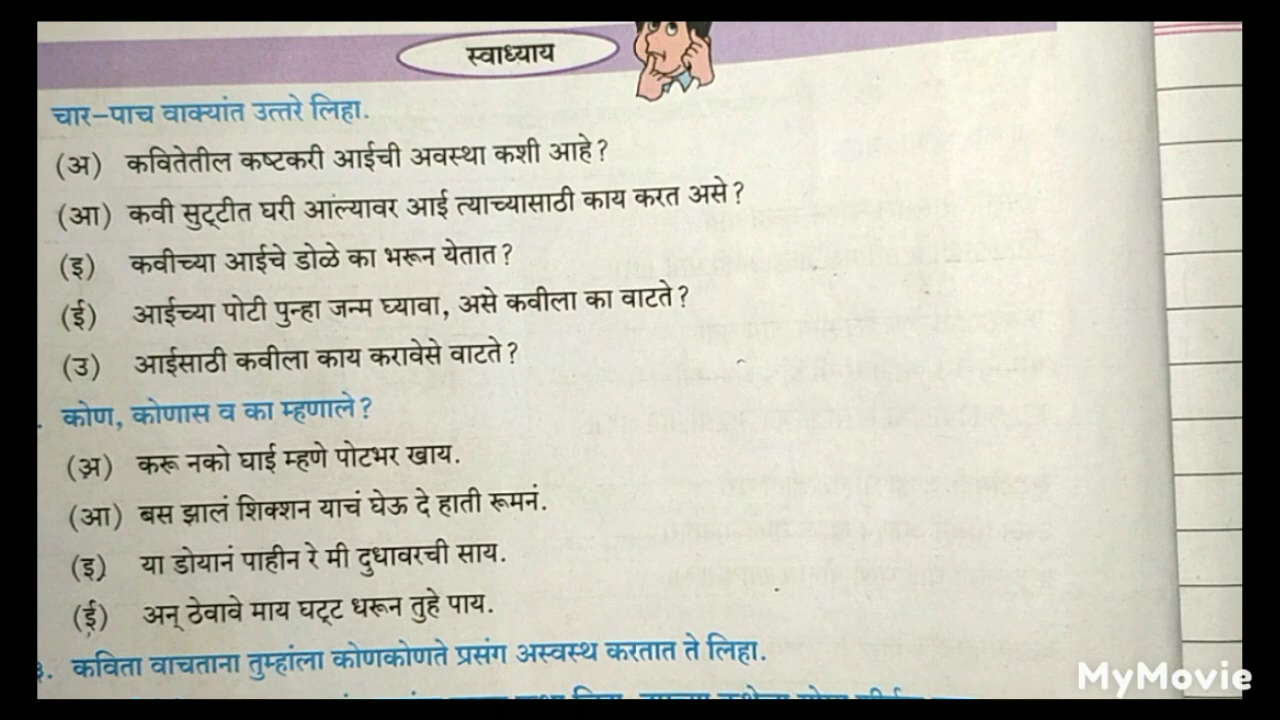 स्वाध्याय
चार-पाच वाक्यांत उत्तरे लिहा.
(अ) कवितेतील कष्टकरी आईची अवस्था कशी आहे?
(आ) कवी सुट्टीत घरी आल्यावर आई त्याच्यासाठी काय करत असे?
(इ) कवीच्या आईचे डोळे का भरून येतात?
(ई) आईच्या पोटी पुन्हा जन्म घ्यावा, असे कवीला का वाटते?
(उ) आईसाठी कवीला काय करावेसे वाटते?
. कोण, कोणास व का म्हणाले?
(अ) करू नको घाई म्हणे पोटभर खाय.
(आ) बस झालं शिक्शन याचं घेऊ दे हाती रूमनं.
(इ) या डोयानं पाहीन रे मी दुधावरची साय.
(ई) अन् ठेवावे माय घट्ट धरून तुहे पाय.
३. कविता वाचताना तुम्हांला कोणकोणते प्रसंग अस्वस्थ करतात ते लिहा.
MyMovie